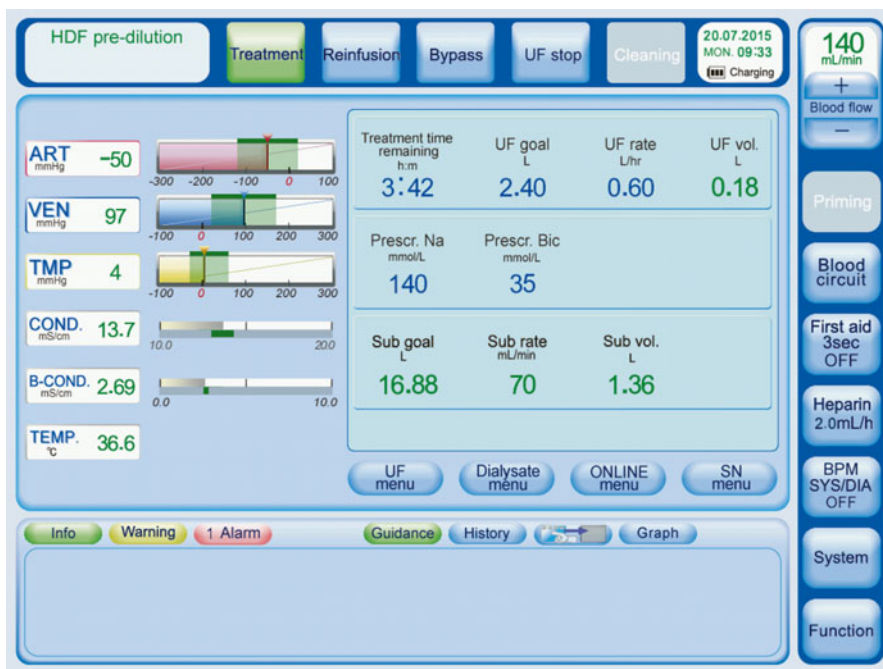 HDF pre-dilution
Treatment
Reinfusion
Bypass
UF stop
Cleaning
20.07.2015
MON. 09:33
Charging
140
mL/min
+
Blood flow
−
Priming
Blood
circuit
First aid
3sec
OFF
Heparin
2.0mL/h
BPM
SYS/DIA
OFF
System
Function
ART
mmHg
-50
-300 -200 -100 0 100
VEN
mmHg
97
-100 0 100 200 300
TMP
mmHg
4
-100 0 100 200 300
COND.
mS/cm
13.7
10.0 20.0
B-COND.
mS/cm
2.69
0.0 10.0
TEMP.
°C
36.6
Treatment time
remaining
h:m
3:42
UF goal
L
2.40
UF rate
L/hr
0.60
UF vol.
L
0.18
Prescr. Na
mmol/L
140
Prescr. Bic
mmol/L
35
Sub goal
L
16.88
Sub rate
mL/min
70
Sub vol.
L
1.36
UF
menu
Dialysate
menu
ONLINE
menu
SN
menu
Info
Warning
1 Alarm
Guidance
History
Graph